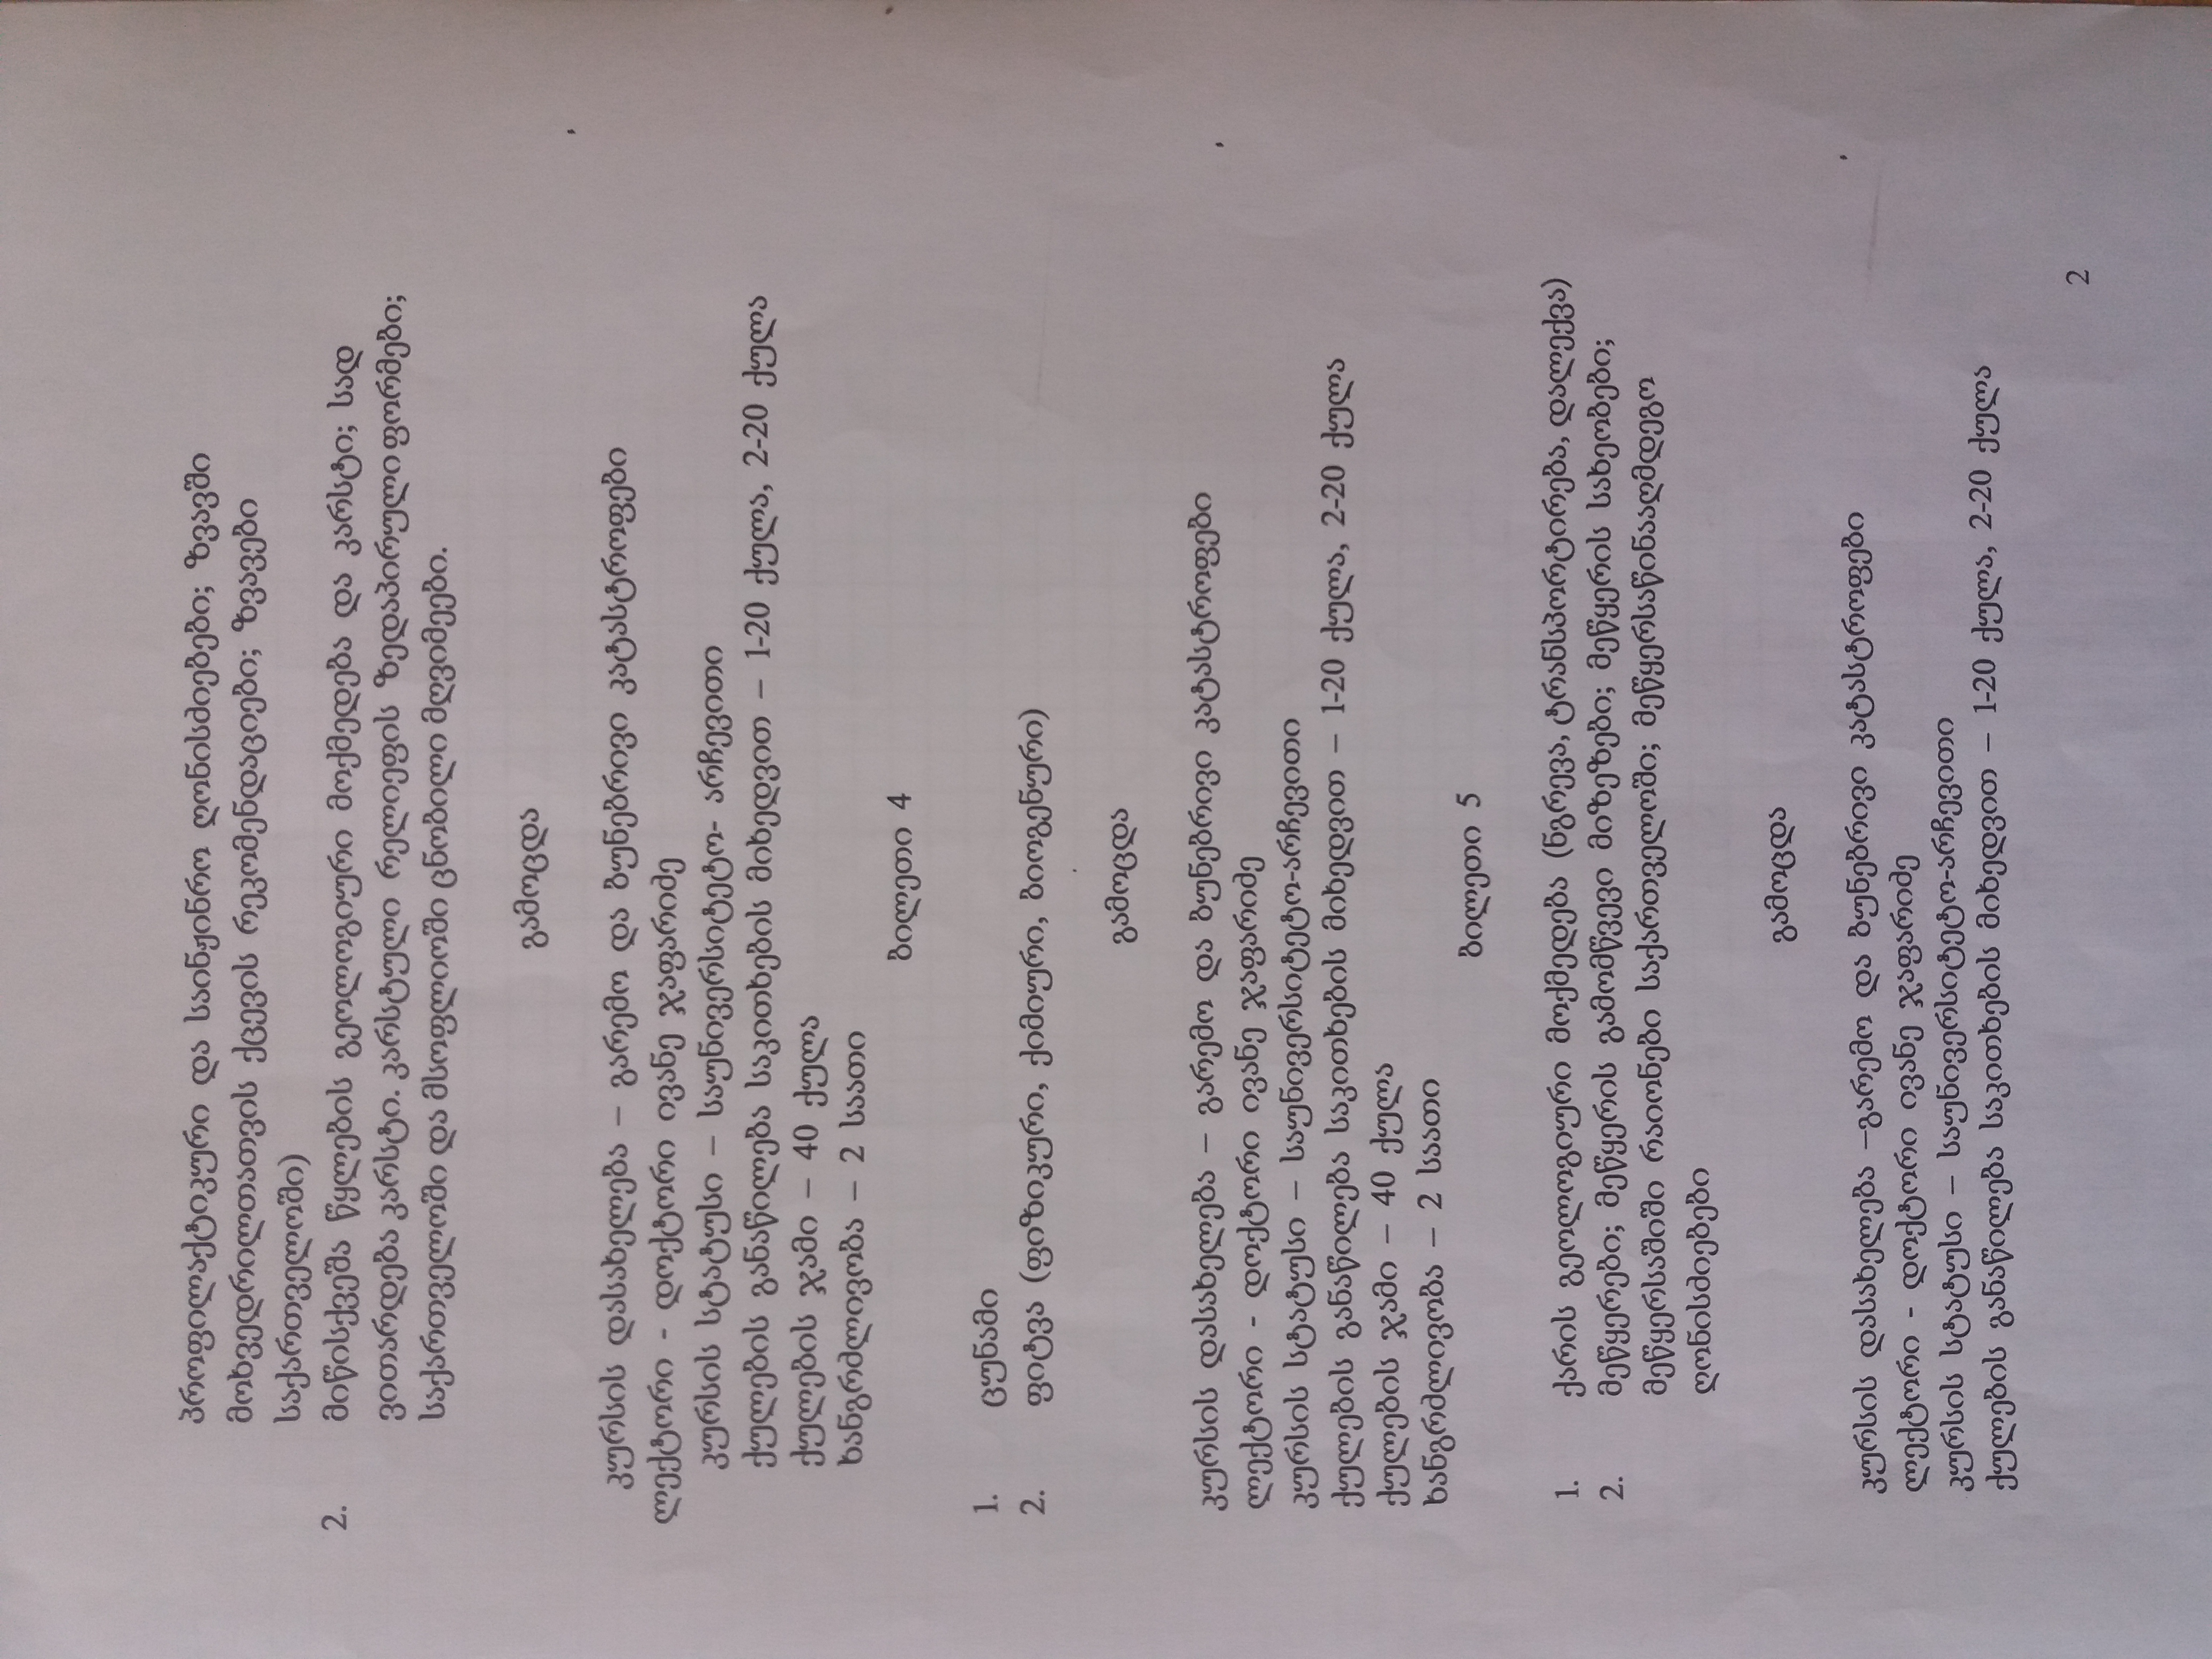 პროფილაქტიკური და საინჟინრო ღონისძიებები; ზვავში
მოხვედრილთათვის ქცევის რეკომენდაციები; ზვავები
საქართველოში)
2. მიწისქვეშა წყლების გეოლოგიური მოქმედება და კარსტი; სად
ვითარდება კარსტი. კარსტული რელიეფის ზედაპირული ფორმები;
საქართველოში და მსოფლიოში ცნობილი მღვიმეები.
გამოცდა
კურსის დასახელება – გარემო და ბუნებრივი კატასტროფები
ლექტორი - დოქტორი ივანე ჯაფარიძე
კურსის სტატუსი – საუნივერსიტეტო- არჩევითი
ქულების განაწილება საკითხების მიხედვით – 1-20 ქულა, 2-20 ქულა
ქულების ჯამი – 40 ქულა
ხანგრძლივობა – 2 საათი
ბილეთი 4
1. ცუნამი
2. ფიტვა (ფიზიკური, ქიმიური, ბიოგენური)
გამოცდა
კურსის დასახელება – გარემო და ბუნებრივი კატასტროფები
ლექტორი - დოქტორი ივანე ჯაფარიძე
კურსის სტატუსი – საუნივერსიტეტო-არჩევითი
ქულების განაწილება საკითხების მიხედვით – 1-20 ქულა, 2-20 ქულა
ქულების ჯამი – 40 ქულა
ხანგრძლივობა – 2 საათი
ბილეთი 5
1. ქარის გეოლოგიური მოქმედება (ნგრევა, ტრანსპორტირება, დალექვა)
2. მეწყერები; მეწყერის გამომწვევი მიზეზები; მეწყერის სახეობები;
მეწყერსაშიში რაიონები საქართველოში; მეწყერსაწინააღმდეგო
ღონისძიებები
გამოცდა
კურსის დასახელება –გარემო და ბუნებრივი კატასტროფები
ლექტორი - დოქტორი ივანე ჯაფარიძე
კურსის სტატუსი – საუნივერსიტეტო-არჩევითი
ქულების განაწილება საკითხების მიხედვით – 1-20 ქულა, 2-20 ქულა
2